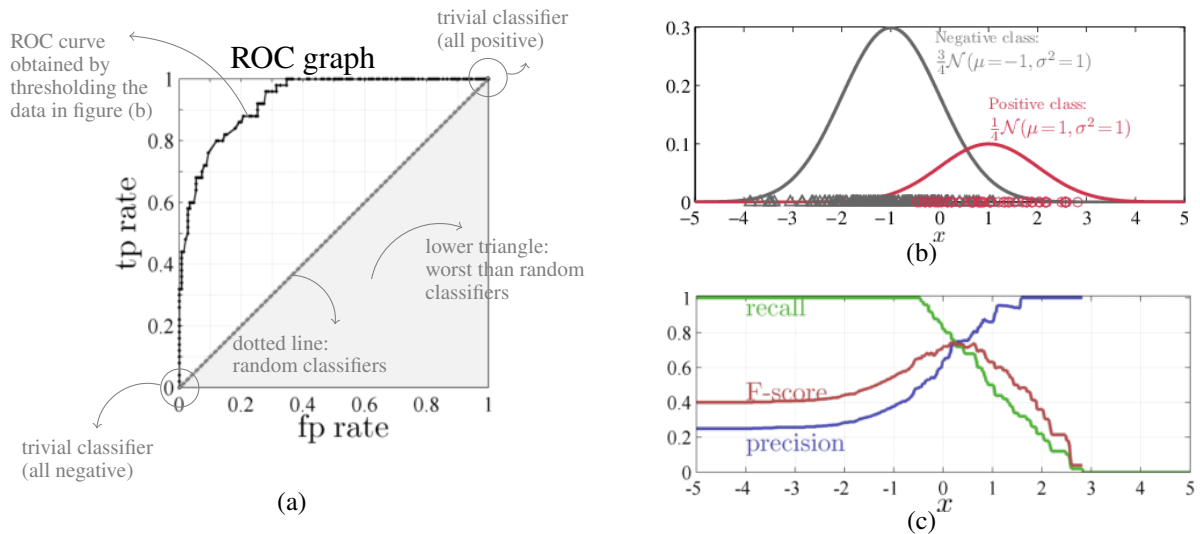 trivial classifier
(all positive)
ROC curve
obtained by
thresholding the
data in figure (b)
ROC graph
1
0.8
0.6
0.4
0.2
0
tp rate
lower triangle:
worst than random
classifiers
dotted line:
random classifiers
0 0.2 0.4 0.6 0.8 1
fp rate
trivial classifier
(all negative)
(a)
0.3
0.2
0.1
0
Negative class:
¾𝒩(μ=−1, σ²=1)
Positive class:
¼𝒩(μ=1, σ²=1)
−5 −4 −3 −2 −1 0 1 2 3 4 5
x
(b)
1
0.8
0.6
0.4
0.2
0
recall
F-score
precision
-5 -4 -3 -2 -1 0 1 2 3 4 5
x
(c)